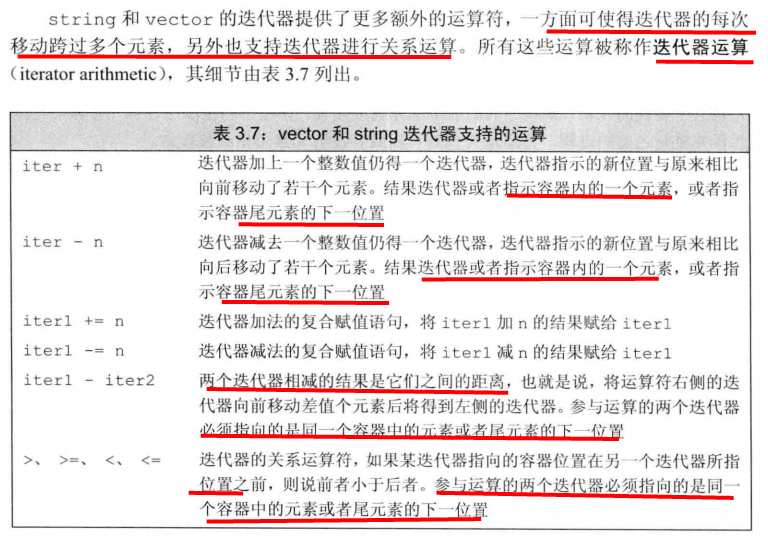 string 和 vector 的迭代器提供了更多额外的运算符，一方面可使得迭代器的每次
移动跨过多个元素，另外也支持迭代器进行关系运算。所有这些运算被称作迭代器运算
（iterator arithmetic），其细节由表 3.7 列出。
表 3.7：vector 和 string 迭代器支持的运算
iter + n 迭代器加上一个整数值仍得一个迭代器，迭代器指示的新位置与原来相比
向前移动了若干个元素。结果迭代器或者指示容器内的一个元素，或者指
示容器尾元素的下一位置
iter - n 迭代器减去一个整数值仍得一个迭代器，迭代器指示的新位置与原来相比
向后移动了若干个元素。结果迭代器或者指示容器内的一个元素，或者指
示容器尾元素的下一位置
iter1 += n 迭代器加法的复合赋值语句，将 iter1 加 n 的结果赋给 iter1
iter1 -= n 迭代器减法的复合赋值语句，将 iter1 减 n 的结果赋给 iter1
iter1 - iter2 两个迭代器相减的结果是它们之间的距离，也就是说，将运算符右侧的迭
代器向前移动差值个元素后将得到左侧的迭代器。参与运算的两个迭代器
必须指向的是同一个容器中的元素或者尾元素的下一位置
>、 >=、 <、 <= 迭代器的关系运算符，如果某迭代器指向的容器位置在另一个迭代器所指
位置之前，则说前者小于后者。参与运算的两个迭代器必须指向的是同一
个容器中的元素或者尾元素的下一位置